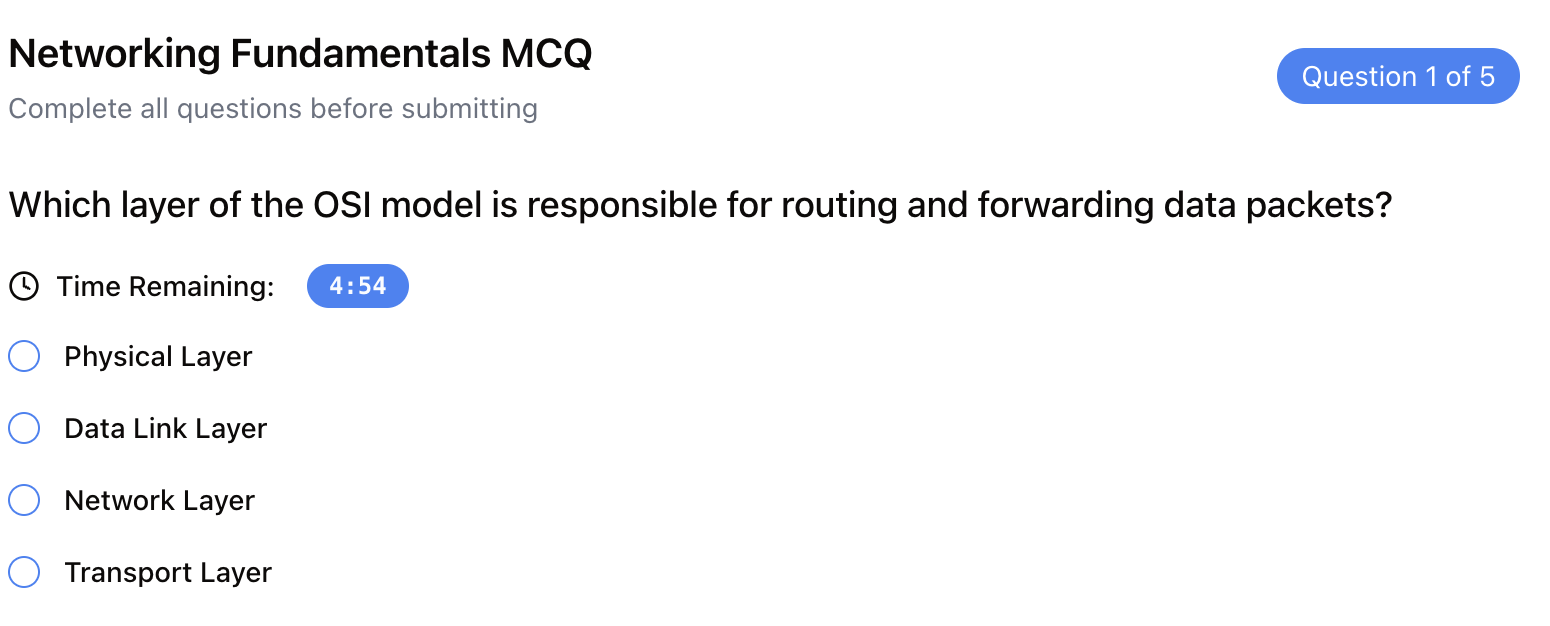 Networking Fundamentals MCQ
Question 1 of 5
Complete all questions before submitting
Which layer of the OSI model is responsible for routing and forwarding data packets?
Time Remaining: 4:54
Physical Layer
Data Link Layer
Network Layer
Transport Layer